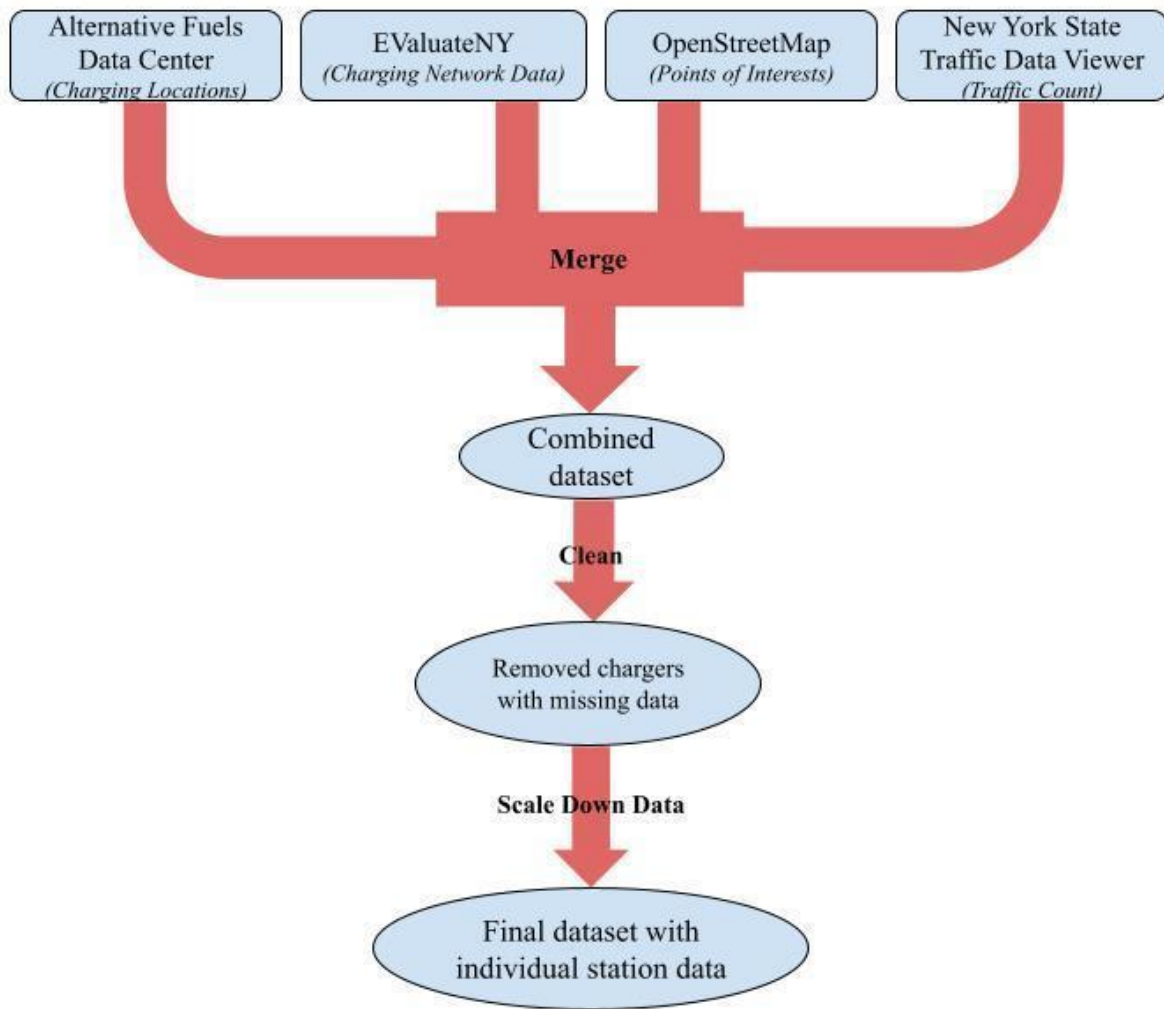 Alternative Fuels
Data Center
(Charging Locations)
EValuateNY
(Charging Network Data)
OpenStreetMap
(Points of Interests)
New York State
Traffic Data Viewer
(Traffic Count)
Merge
Combined
dataset
Clean
Removed chargers
with missing data
Scale Down Data
Final dataset with
individual station data